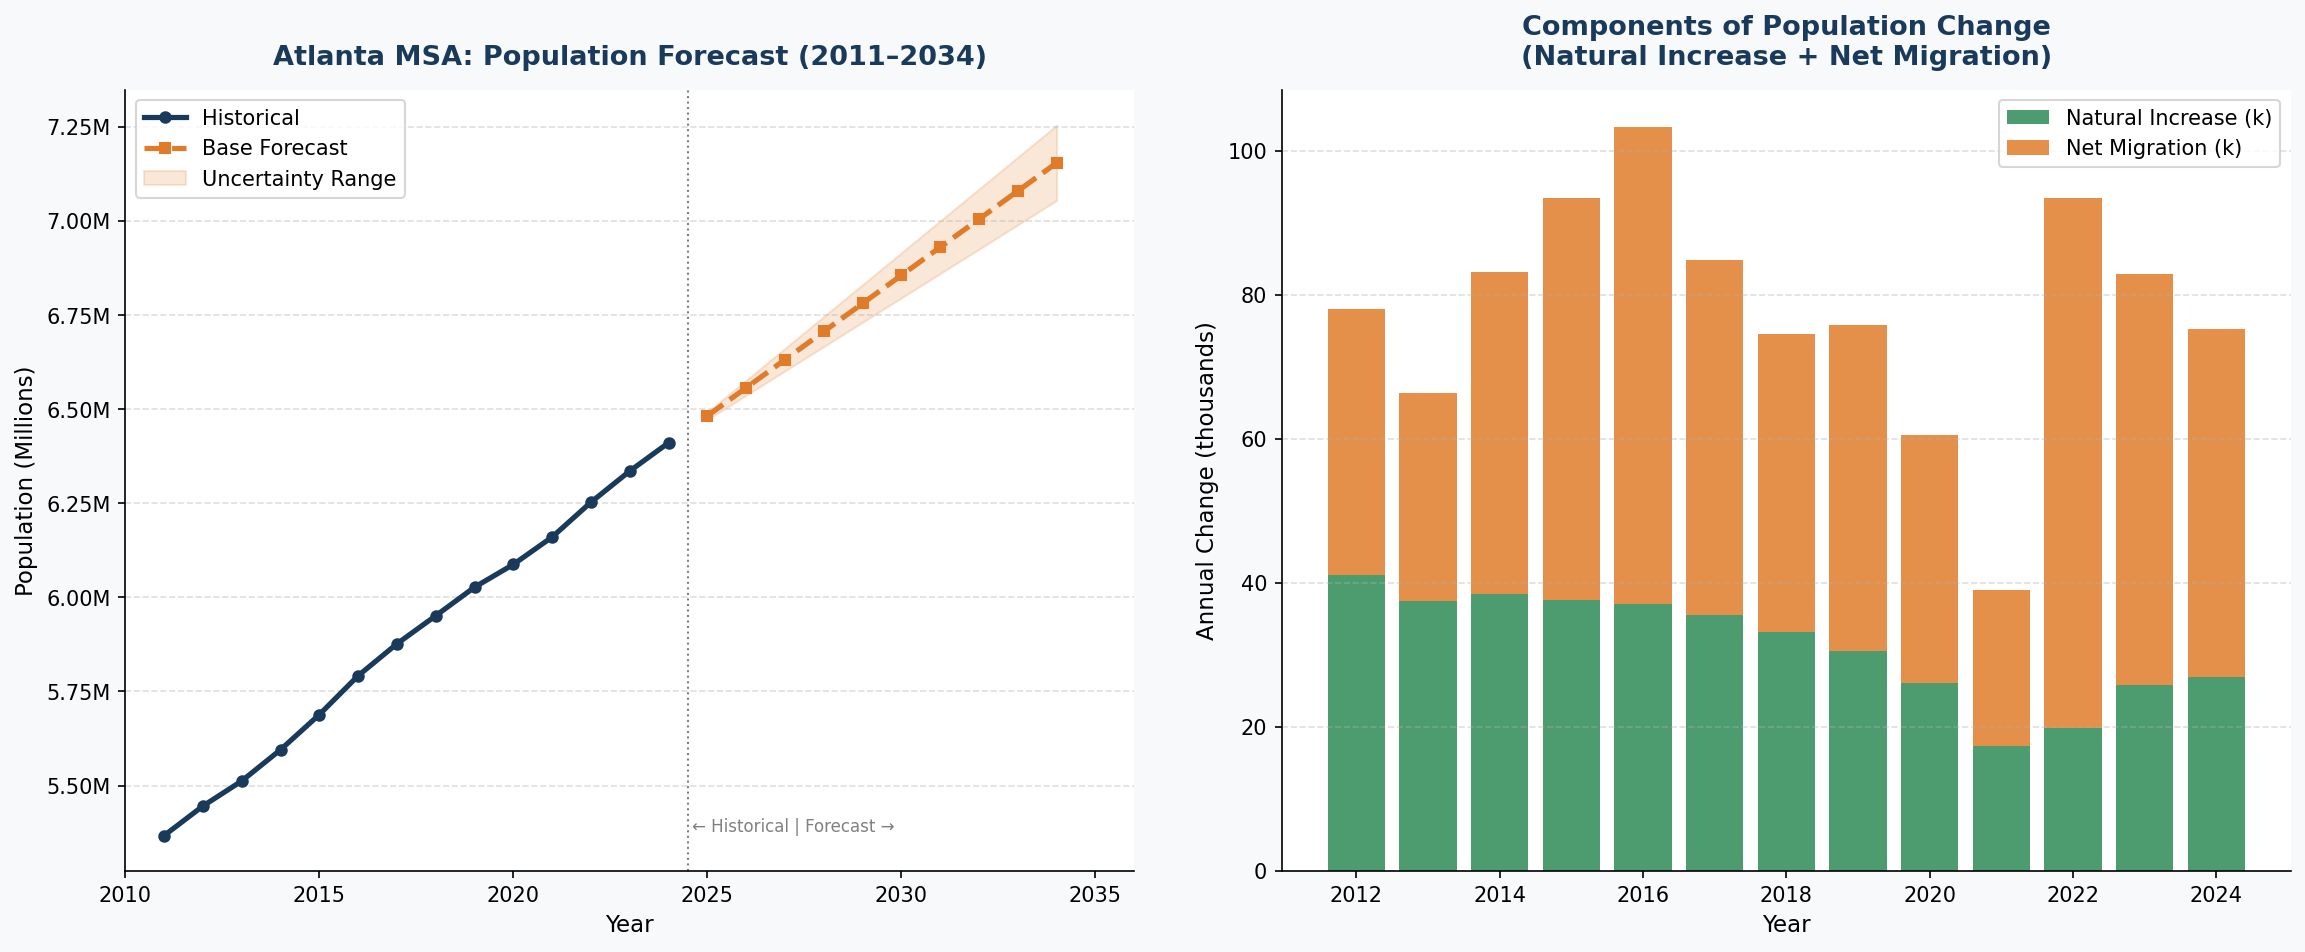 Atlanta MSA: Population Forecast (2011–2034)
Historical
Base Forecast
Uncertainty Range
7.25M
7.00M
6.75M
6.50M
6.25M
6.00M
5.75M
5.50M
Population (Millions)
← Historical | Forecast →
2010
2015
2020
2025
2030
2035
Year
Components of Population Change
(Natural Increase + Net Migration)
Natural Increase (k)
Net Migration (k)
100
80
60
40
20
0
Annual Change (thousands)
2012
2014
2016
2018
2020
2022
2024
Year